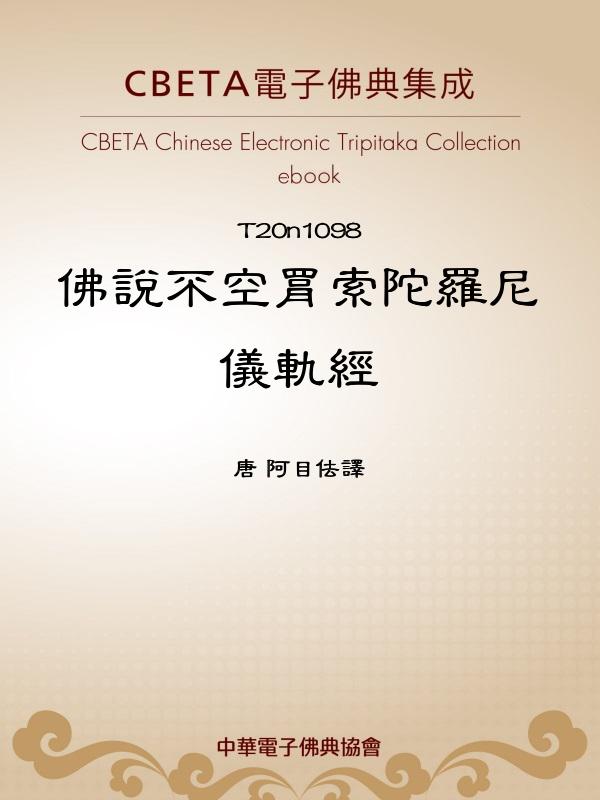 CBETA電子佛典集成
CBETA Chinese Electronic Tripitaka Collection
ebook
T20n1098
佛說不空罥索陀羅尼
儀軌經
唐 阿目佉譯
中華電子佛典協會